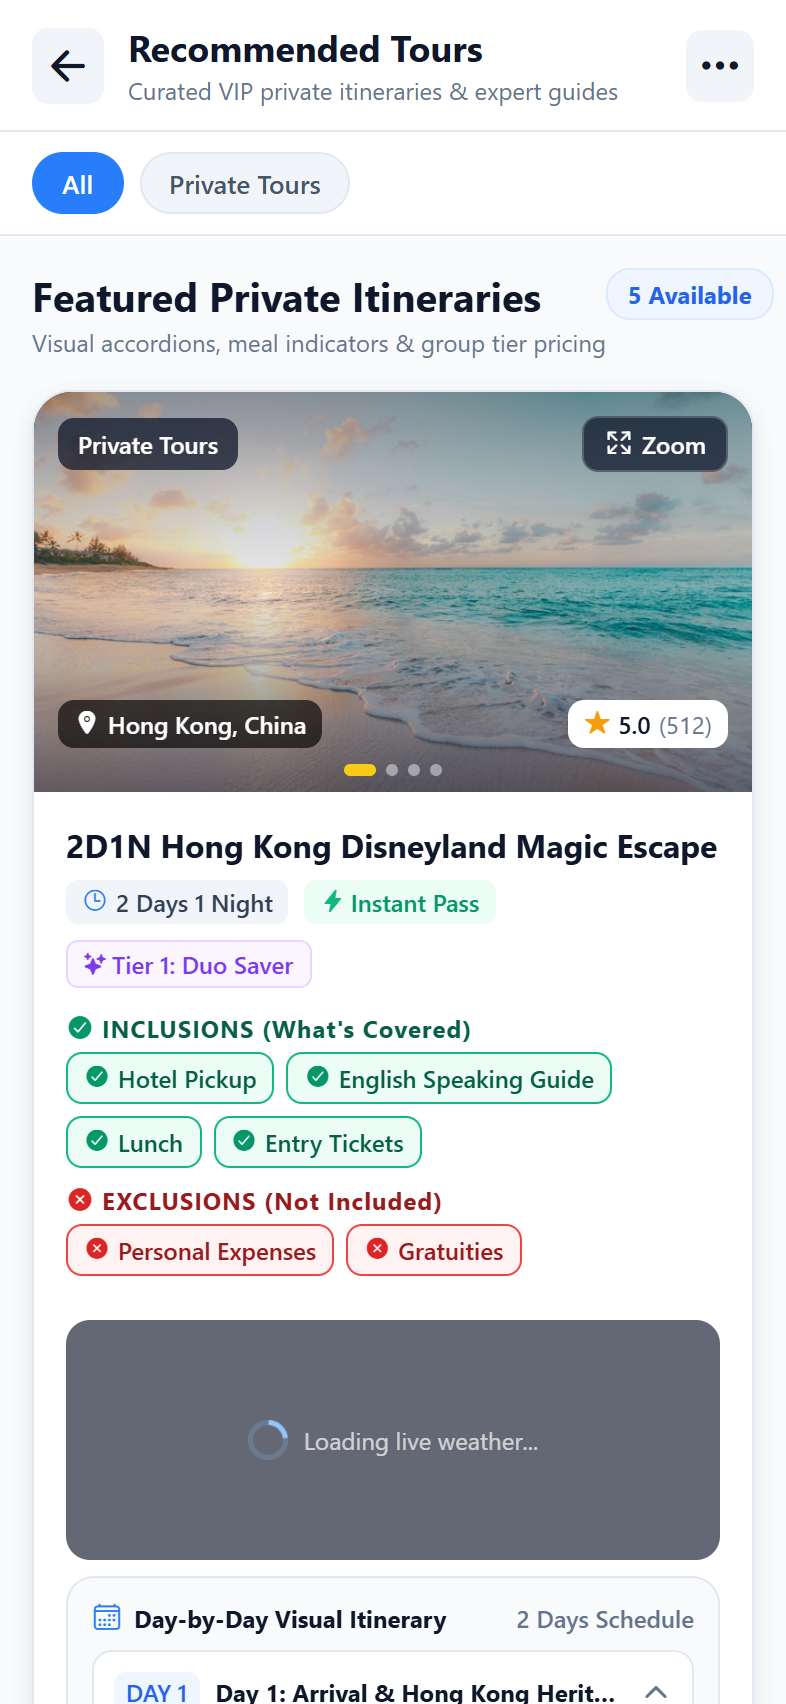 Recommended Tours
Curated VIP private itineraries & expert guides
All
Private Tours
Featured Private Itineraries
5 Available
Visual accordions, meal indicators & group tier pricing
Private Tours
Zoom
Hong Kong, China
5.0 (512)
2D1N Hong Kong Disneyland Magic Escape
2 Days 1 Night
Instant Pass
Tier 1: Duo Saver
INCLUSIONS (What's Covered)
Hotel Pickup
English Speaking Guide
Lunch
Entry Tickets
EXCLUSIONS (Not Included)
Personal Expenses
Gratuities
Loading live weather...
Day-by-Day Visual Itinerary
2 Days Schedule
DAY 1
Day 1: Arrival & Hong Kong Herit...